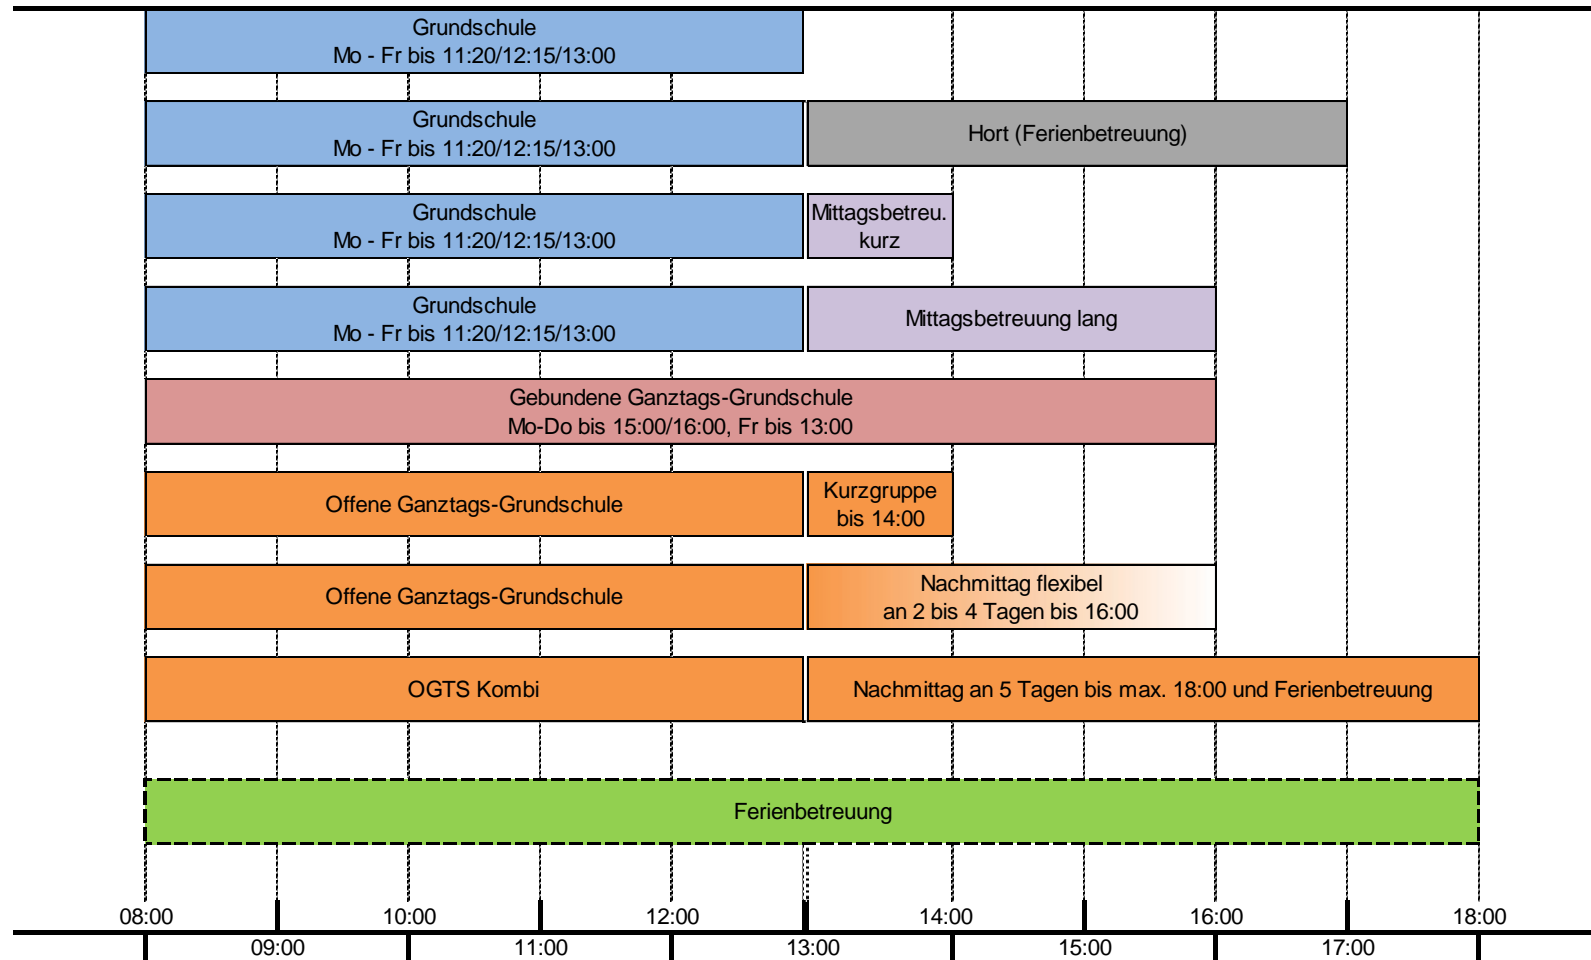 Grundschule
Mo - Fr bis 11:20/12:15/13:00
Grundschule
Mo - Fr bis 11:20/12:15/13:00
Hort (Ferienbetreuung)
Grundschule
Mo - Fr bis 11:20/12:15/13:00
Mittagsbetreu.
kurz
Grundschule
Mo - Fr bis 11:20/12:15/13:00
Mittagsbetreuung lang
Gebundene Ganztags-Grundschule
Mo-Do bis 15:00/16:00, Fr bis 13:00
Offene Ganztags-Grundschule
Kurzgruppe
bis 14:00
Offene Ganztags-Grundschule
Nachmittag flexibel
an 2 bis 4 Tagen bis 16:00
OGTS Kombi
Nachmittag an 5 Tagen bis max. 18:00 und Ferienbetreuung
Ferienbetreuung
08:00 10:00 12:00 14:00 16:00 18:00
09:00 11:00 13:00 15:00 17:00